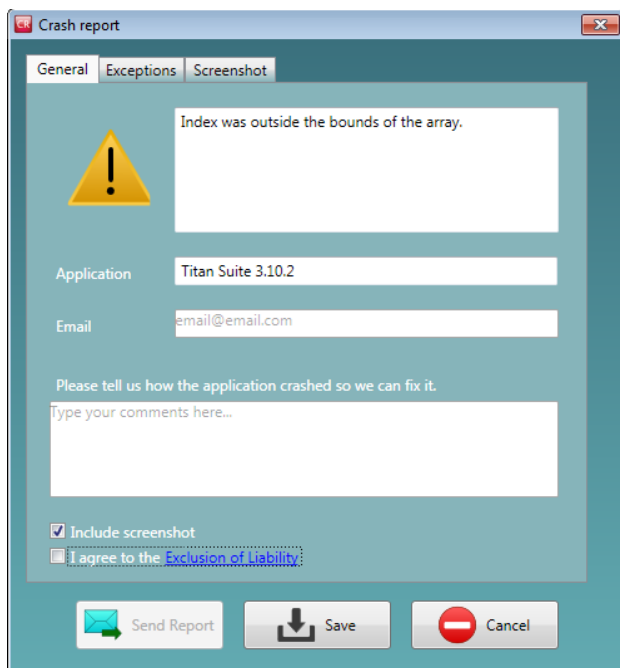 CR Crash report
General Exceptions Screenshot
Index was outside the bounds of the array.
Application Titan Suite 3.10.2
Email email@email.com
Please tell us how the application crashed so we can fix it.
Type your comments here...
Include screenshot
I agree to the Exclusion of Liability
Send Report Save Cancel